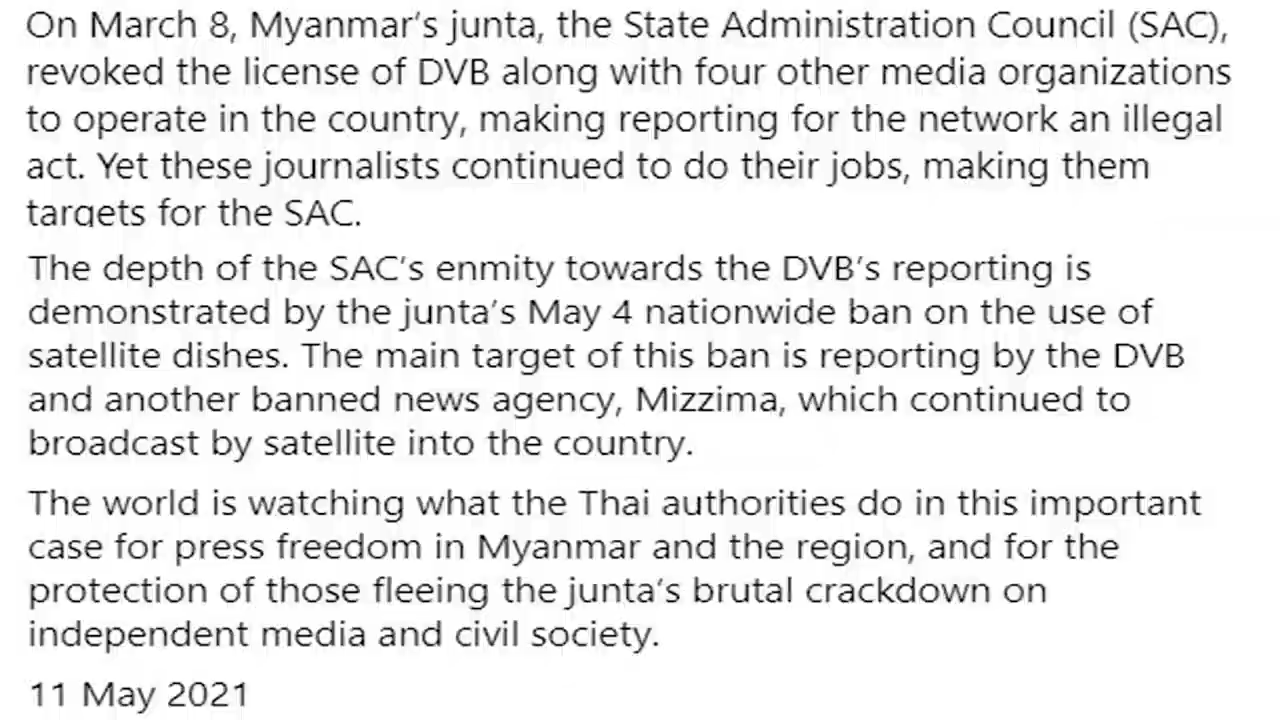 On March 8, Myanmar's junta, the State Administration Council (SAC),
revoked the license of DVB along with four other media organizations
to operate in the country, making reporting for the network an illegal
act. Yet these journalists continued to do their jobs, making them
targets for the SAC.
The depth of the SAC's enmity towards the DVB's reporting is
demonstrated by the junta's May 4 nationwide ban on the use of
satellite dishes. The main target of this ban is reporting by the DVB
and another banned news agency, Mizzima, which continued to
broadcast by satellite into the country.
The world is watching what the Thai authorities do in this important
case for press freedom in Myanmar and the region, and for the
protection of those fleeing the junta's brutal crackdown on
independent media and civil society.
11 May 2021